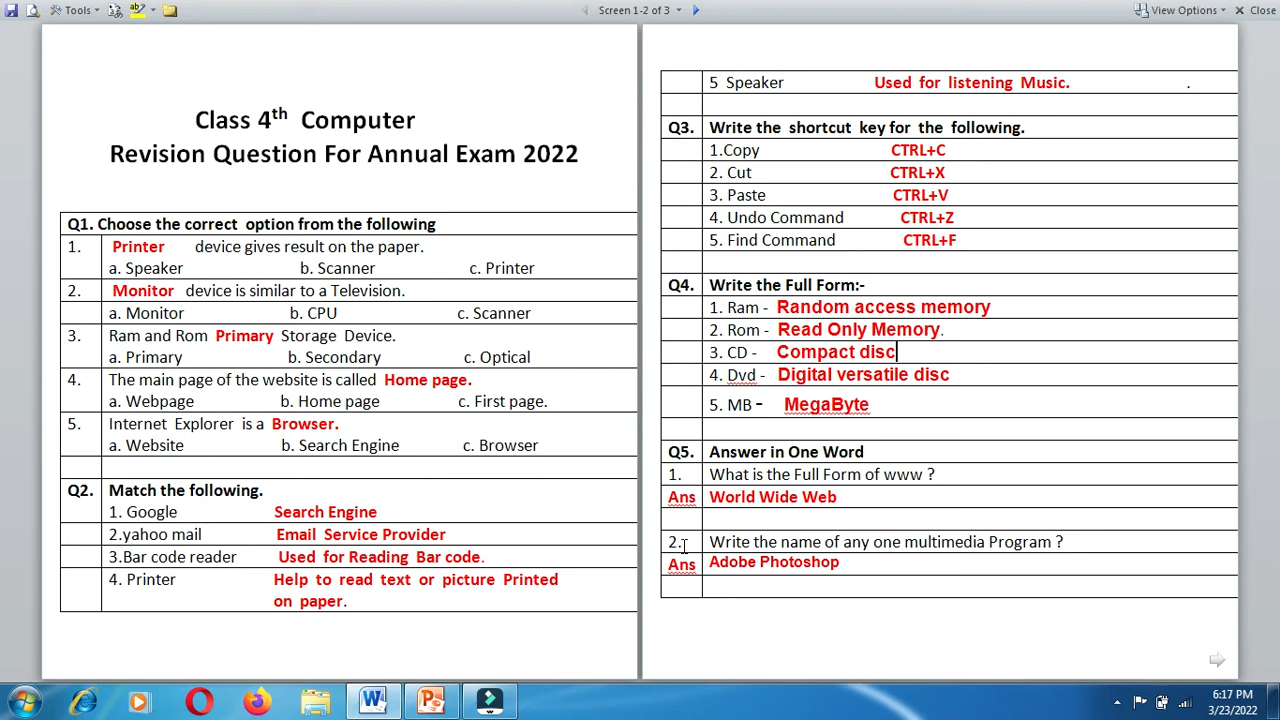 Tools
Screen 1-2 of 3
View Options
Close
Class 4th Computer
Revision Question For Annual Exam 2022
Q1. Choose the correct option from the following
1. Printer device gives result on the paper.
a. Speaker b. Scanner c. Printer
2. Monitor device is similar to a Television.
a. Monitor b. CPU c. Scanner
3. Ram and Rom Primary Storage Device.
a. Primary b. Secondary c. Optical
4. The main page of the website is called Home page.
a. Webpage b. Home page c. First page.
5. Internet Explorer is a Browser.
a. Website b. Search Engine c. Browser
Q2. Match the following.
1. Google Search Engine
2.yahoo mail Email Service Provider
3.Bar code reader Used for Reading Bar code.
4. Printer Help to read text or picture Printed
on paper.
5 Speaker Used for listening Music. .
Q3. Write the shortcut key for the following.
1.Copy CTRL+C
2. Cut CTRL+X
3. Paste CTRL+V
4. Undo Command CTRL+Z
5. Find Command CTRL+F
Q4. Write the Full Form:-
1. Ram - Random access memory
2. Rom - Read Only Memory.
3. CD - Compact disc
4. Dvd - Digital versatile disc
5. MB - MegaByte
Q5. Answer in One Word
1. What is the Full Form of www ?
Ans World Wide Web
2. Write the name of any one multimedia Program ?
Ans Adobe Photoshop
6:17 PM
3/23/2022